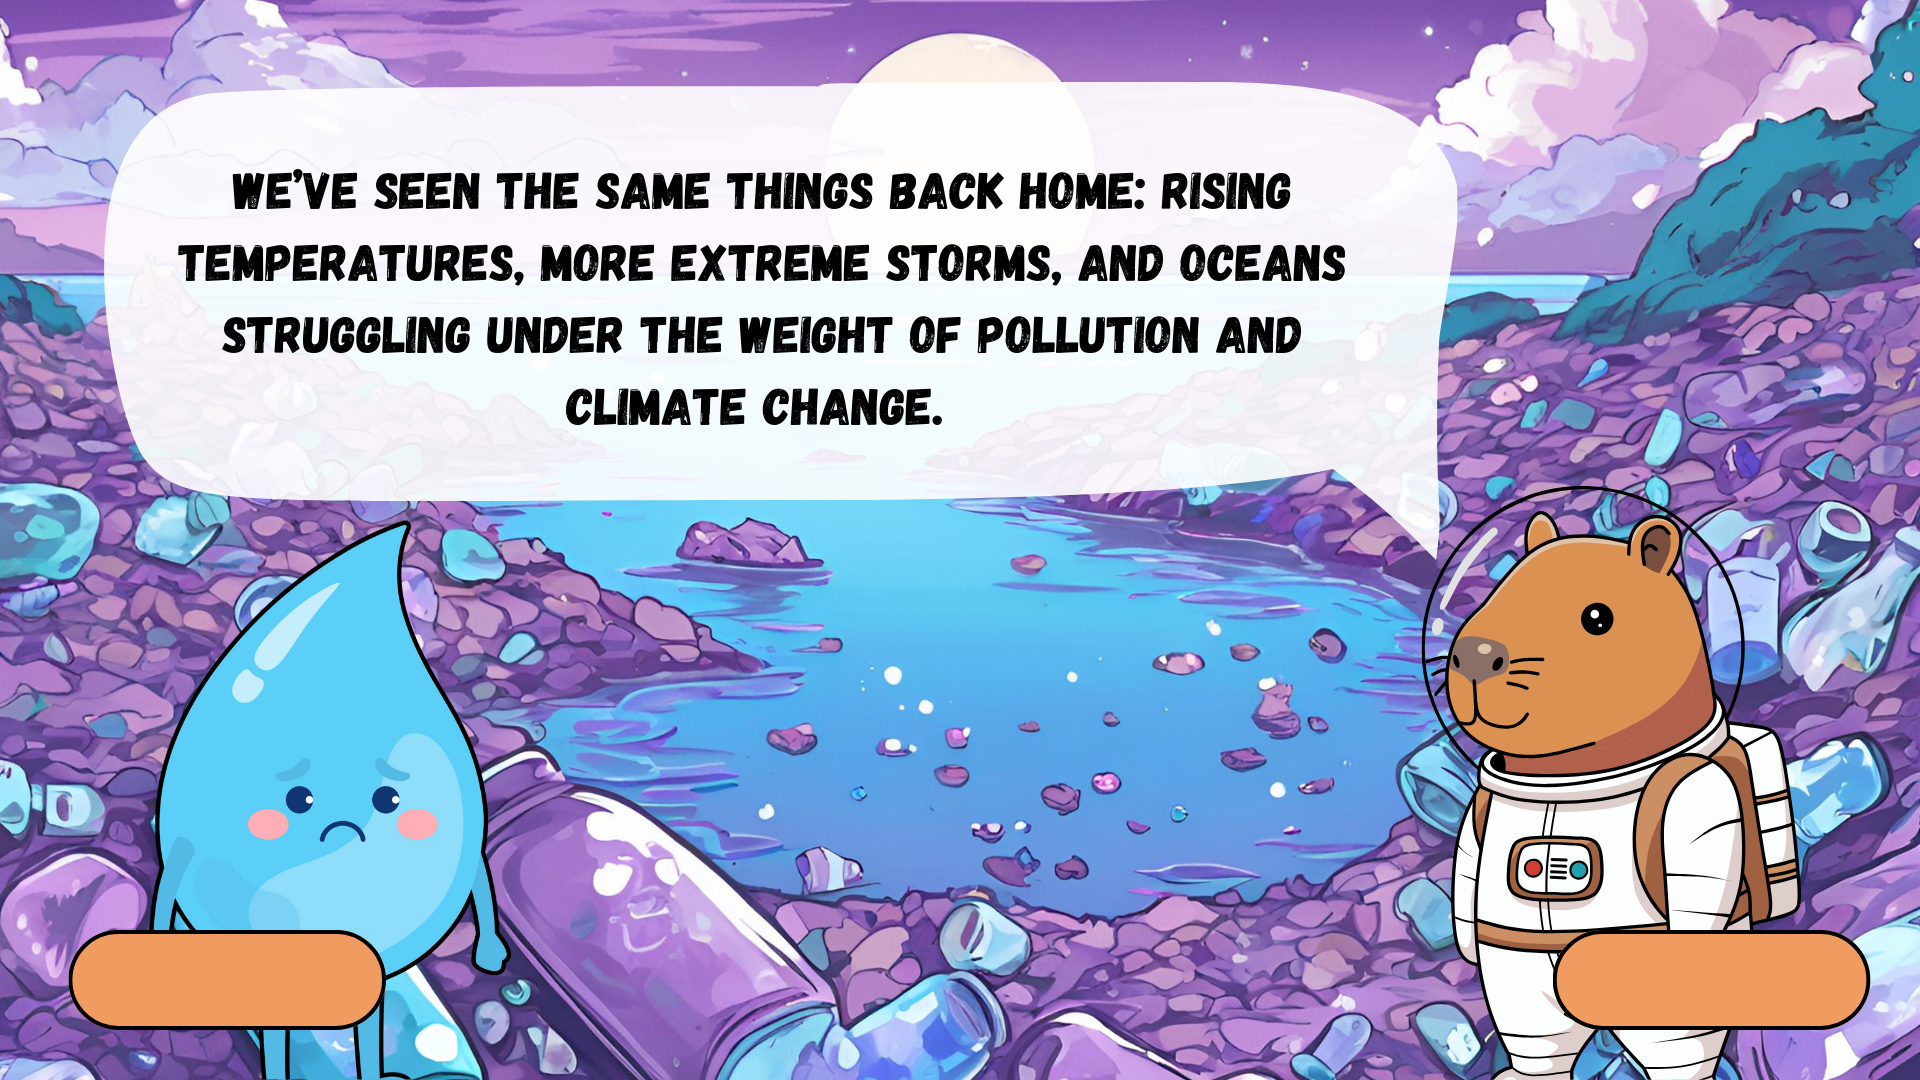 WE'VE SEEN THE SAME THINGS BACK HOME: RISING
TEMPERATURES, MORE EXTREME STORMS, AND OCEANS
STRUGGLING UNDER THE WEIGHT OF POLLUTION AND
CLIMATE CHANGE.